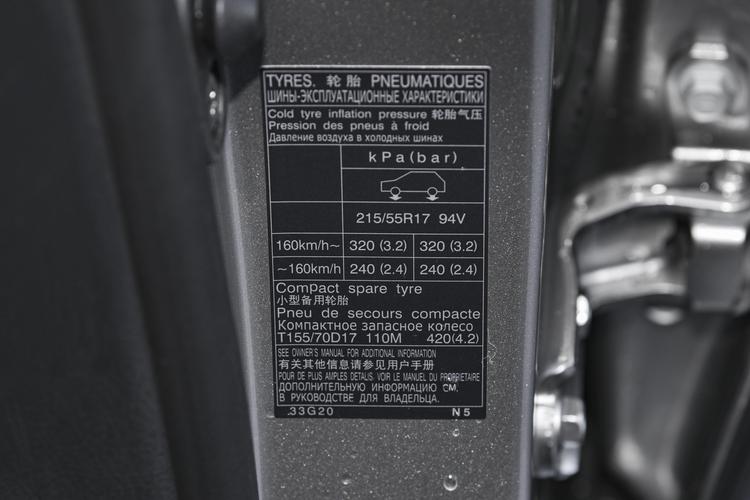 TYRES. 轮 胎 PNEUMATIQUES
ШИНЫ-ЭКСПЛУАТАЦИОННЫЕ ХАРАКТЕРИСТИКИ
Cold tyre inflation pressure 轮胎气压
Pression des pneus à froid
Давление воздуха в холодных шинах
kPa(bar)
215/55R17 94V
160km/h~ 320 (3.2) 320 (3.2)
~160km/h 240 (2.4) 240 (2.4)
Compact spare tyre
小型备用轮胎
Pneu de secours compacte
Компактное запасное колесо
T155/70D17 110M 420(4.2)
SEE OWNER'S MANUAL FOR ADDITIONAL INFORMATION
有关其他信息请参见用户手册
POUR DE PLUS AMPLES DETALIS, VOIR LE MANUEL DU PROPRIETAIRE
ДОПОЛНИТЕЛЬНУЮ ИНФОРМАЦИЮ СМ.
В РУКОВОДСТВЕ ДЛЯ ВЛАДЕЛЬЦА.
33G20 N5